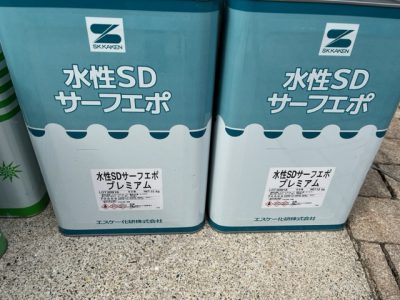 SK KAKEN
水性SD
サーフエポ
水性SDサーフエポ
プレミアム
エスケー化研株式会社
SK KAKEN
水性SD
サーフエポ
水性SDサーフエポ
プレミアム
エスケー化研株式会社